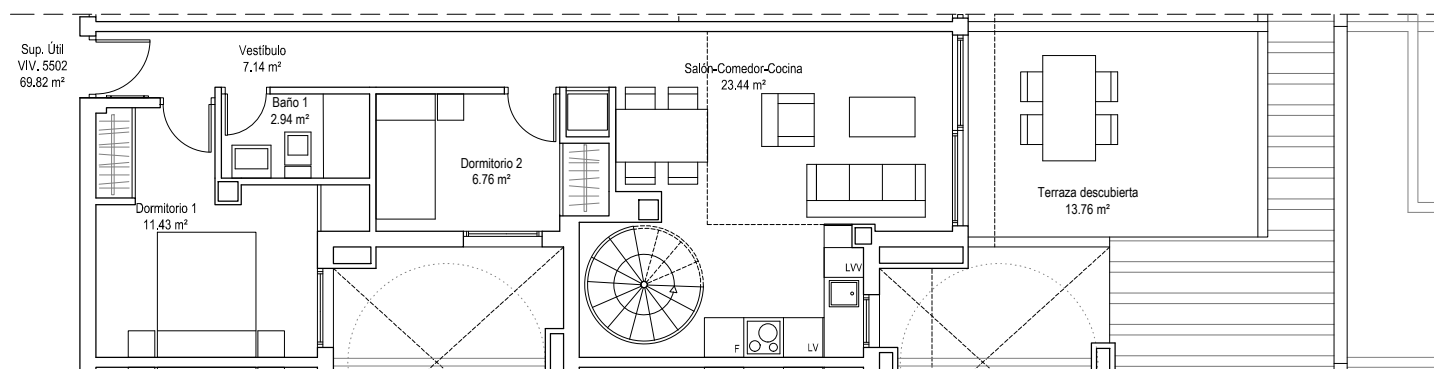 Sup. Útil
VIV. 5502
69.82 m²
Vestíbulo
7.14 m²
Baño 1
2.94 m²
Salón-Comedor-Cocina
23.44 m²
Dormitorio 2
6.76 m²
Dormitorio 1
11.43 m²
Terraza descubierta
13.76 m²
LVV
F
LV